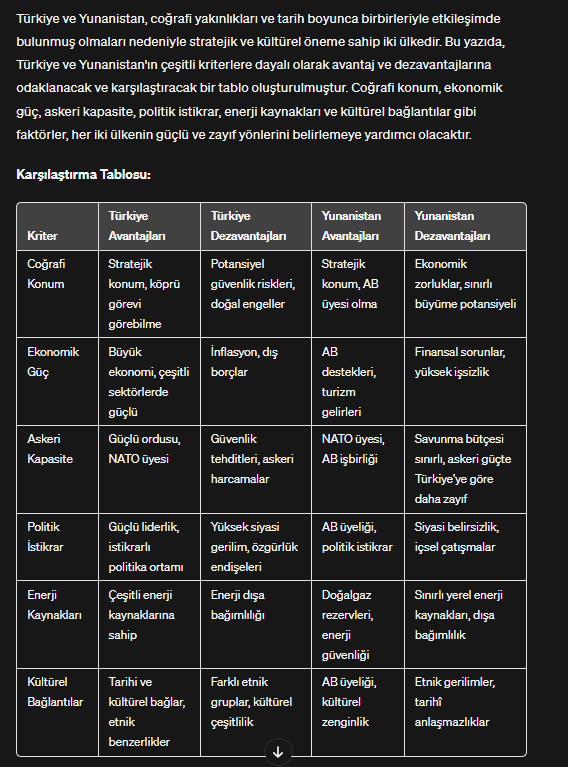 Türkiye ve Yunanistan, coğrafi yakınlıkları ve tarih boyunca birbirleriyle etkileşimde
bulunmuş olmaları nedeniyle stratejik ve kültürel öneme sahip iki ülkedir. Bu yazıda,
Türkiye ve Yunanistan'ın çeşitli kriterlere dayalı olarak avantaj ve dezavantajlarına
odaklanacak ve karşılaştıracak bir tablo oluşturulmuştur. Coğrafi konum, ekonomik
güç, askeri kapasite, politik istikrar, enerji kaynakları ve kültürel bağlantılar gibi
faktörler, her iki ülkenin güçlü ve zayıf yönlerini belirlemeye yardımcı olacaktır.
Karşılaştırma Tablosu:
Kriter
Türkiye
Avantajları
Türkiye
Dezavantajları
Yunanistan
Avantajları
Yunanistan
Dezavantajları
Coğrafi
Konum
Stratejik
konum, köprü
görevi
görebilme
Potansiyel
güvenlik riskleri,
doğal engeller
Stratejik
konum, AB
üyesi olma
Ekonomik
zorluklar, sınırlı
büyüme potansiyeli
Ekonomik
Güç
Büyük
ekonomi, çeşitli
sektörlerde
güçlü
İnflasyon, dış
borçlar
AB
destekleri,
turizm
gelirleri
Finansal sorunlar,
yüksek işsizlik
Askeri
Kapasite
Güçlü ordusu,
NATO üyesi
Güvenlik
tehditleri, askeri
harcamalar
NATO üyesi,
AB işbirliği
Savunma bütçesi
sınırlı, askeri güçte
Türkiye'ye göre
daha zayıf
Politik
İstikrar
Güçlü liderlik,
istikrarlı
politika ortamı
Yüksek siyasi
gerilim, özgürlük
endişeleri
AB üyeliği,
politik istikrar
Siyasi belirsizlik,
içsel çatışmalar
Enerji
Kaynakları
Çeşitli enerji
kaynaklarına
sahip
Enerji dışa
bağımlılığı
Doğalgaz
rezervleri,
enerji
güvenliği
Sınırlı yerel enerji
kaynakları, dışa
bağımlılık
Kültürel
Bağlantılar
Tarihi ve
kültürel bağlar,
etnik
benzerlikler
Farklı etnik
gruplar, kültürel
çeşitlilik
AB üyeliği,
kültürel
zenginlik
Etnik gerilimler,
tarihî
anlaşmazlıklar